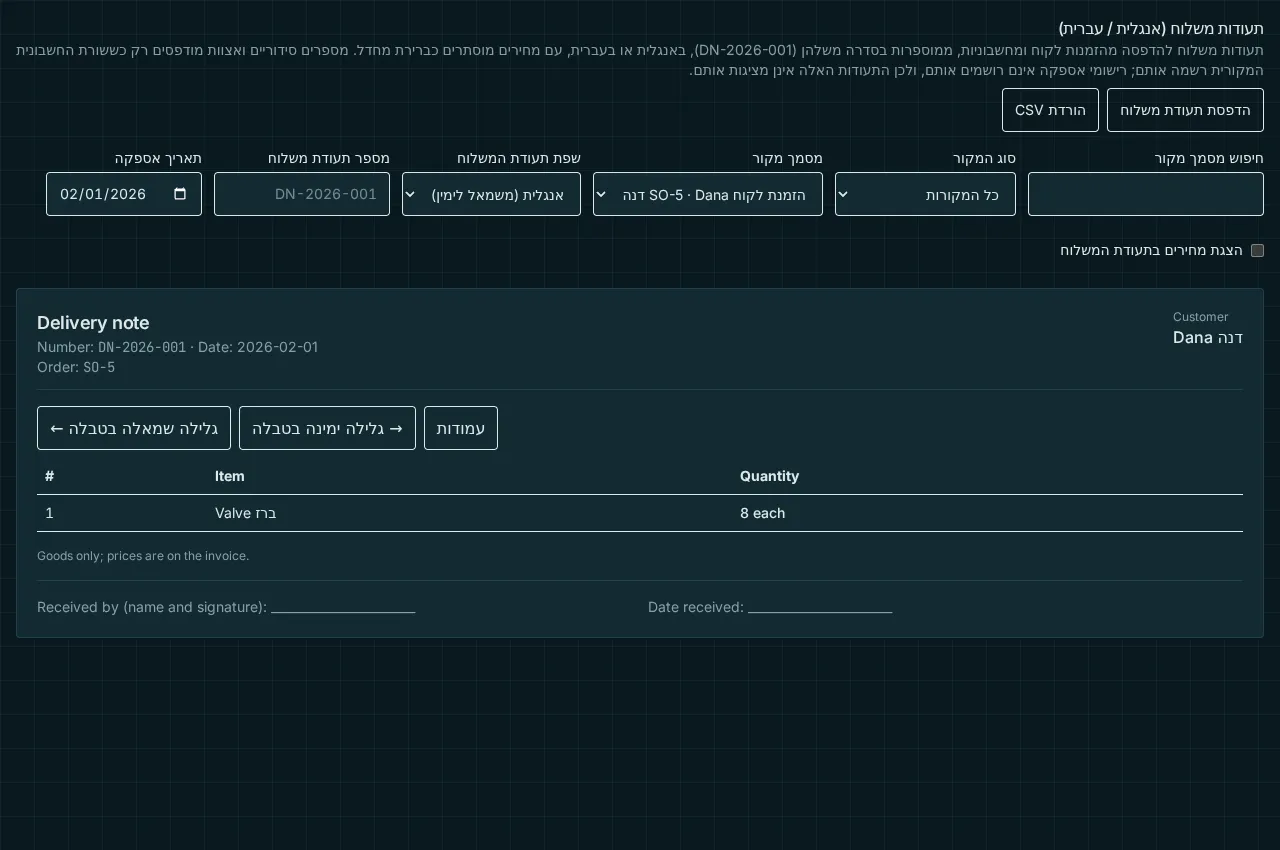 תעודות משלוח (אנגלית / עברית)
תעודות משלוח להדפסה מהזמנות לקוח ומחשבוניות, ממוספרות בסדרה משלהן (DN-2026-001), באנגלית או בעברית, עם מחירים מוסתרים כברירת מחדל. מספרים סידוריים ואצוות מודפסים רק כששורת החשבונית
המקורית רשמה אותם; רישומי אספקה אינם רושמים אותם, ולכן התעודות האלה אינן מציגות אותם.
הדפסת תעודת משלוח
הורדת CSV
חיפוש מסמך מקור
סוג המקור
מסמך מקור
שפת תעודת המשלוח
מספר תעודת משלוח
תאריך אספקה
כל המקורות
הזמנת לקוח SO-5 · Dana דנה
אנגלית (משמאל לימין)
DN-2026-001
02/01/2026
הצגת מחירים בתעודת המשלוח
Delivery note
Number: DN-2026-001 · Date: 2026-02-01
Order: SO-5
Customer
Dana דנה
← גלילה שמאלה בטבלה
גלילה ימינה בטבלה →
עמודות
# Item Quantity
1 Valve ברז 8 each
Goods only; prices are on the invoice.
Received by (name and signature): ____________________
Date received: ____________________